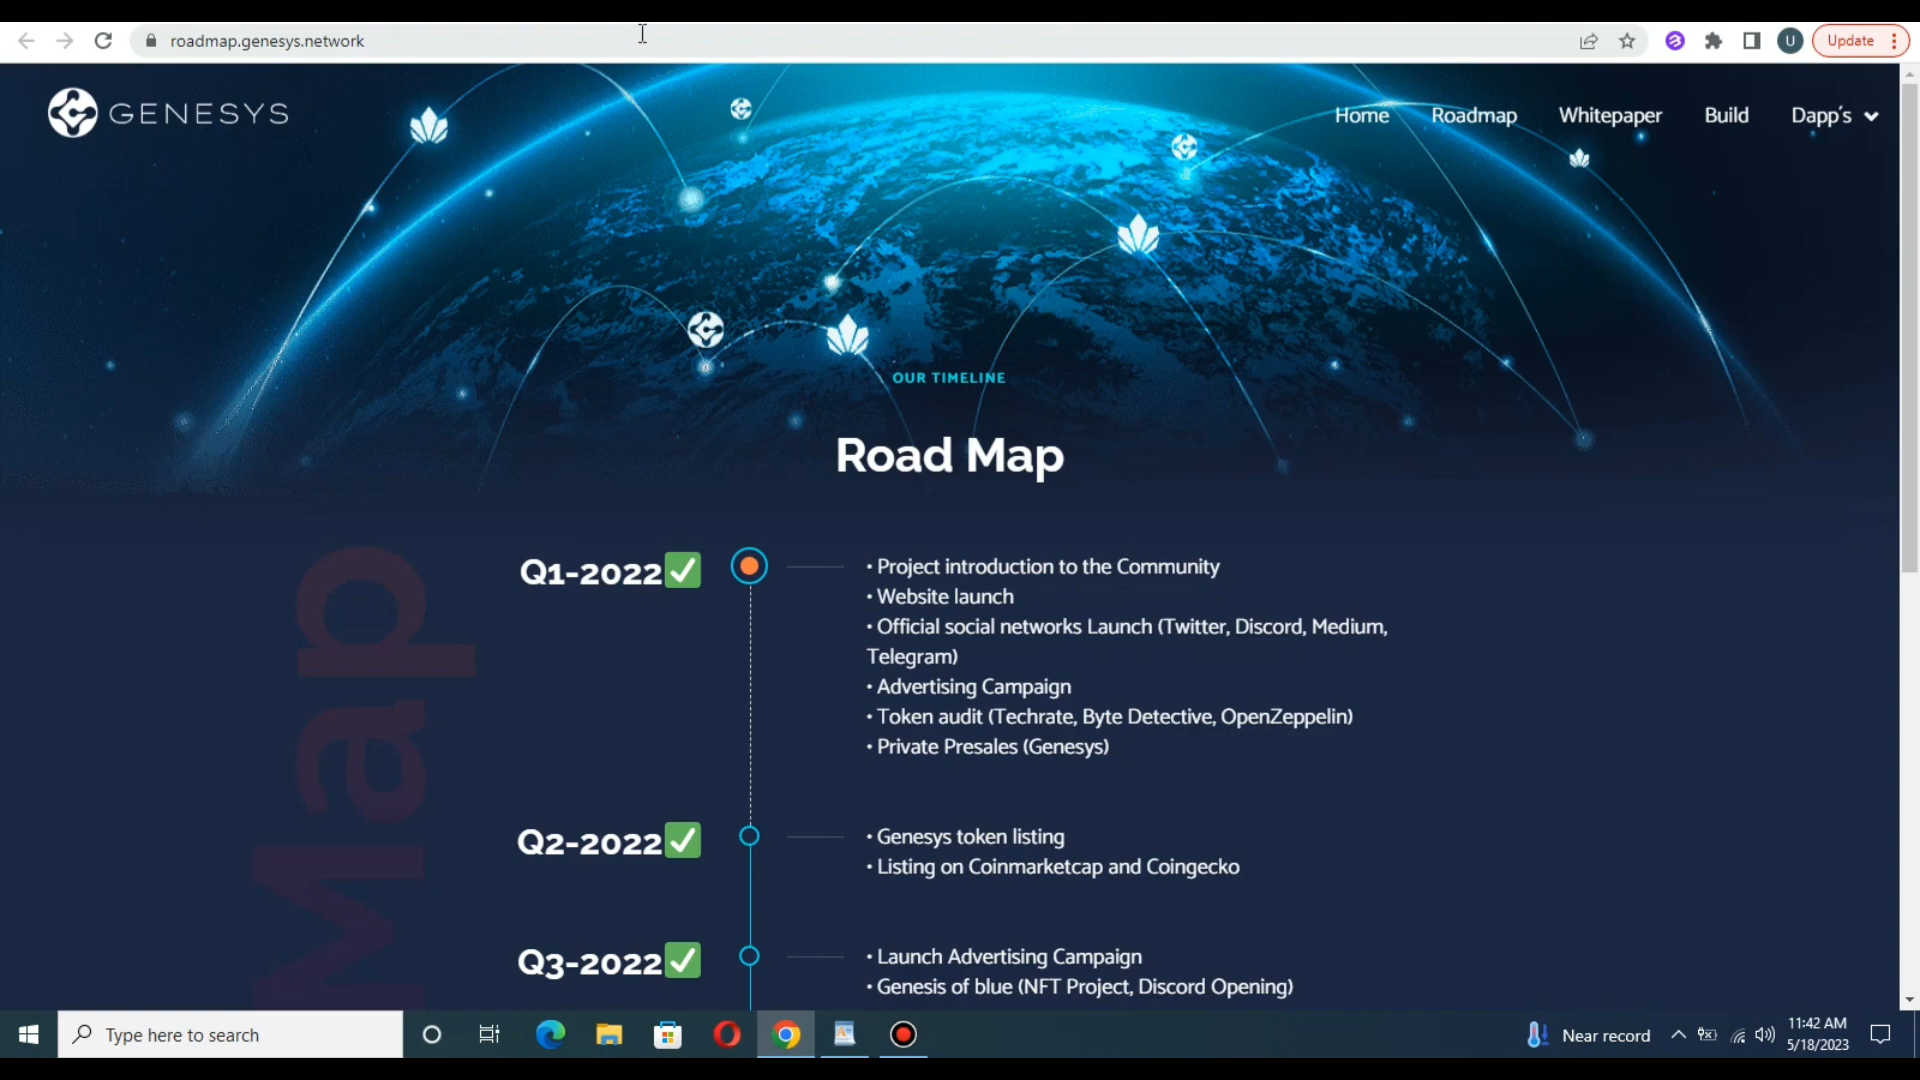 roadmap.genesys.network
U
Update
GENESYS
Home
Roadmap
Whitepaper
Build
Dapp´s
OUR TIMELINE
Road Map
Map
Q1-2022✅
• Project introduction to the Community
• Website launch
• Official social networks Launch (Twitter, Discord, Medium,
Telegram)
• Advertising Campaign
• Token audit (Techrate, Byte Detective, OpenZeppelin)
• Private Presales (Genesys)
Q2-2022✅
• Genesys token listing
• Listing on Coinmarketcap and Coingecko
Q3-2022✅
• Launch Advertising Campaign
• Genesis of blue (NFT Project, Discord Opening)
Type here to search
Near record
11:42 AM
5/18/2023